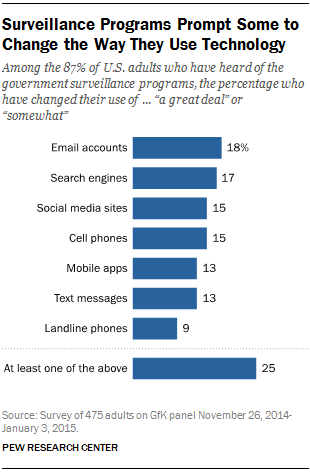 Surveillance Programs Prompt Some to
Change the Way They Use Technology
Among the 87% of U.S. adults who have heard of the
government surveillance programs, the percentage who
have changed their use of ... "a great deal" or
"somewhat"
Email accounts 18%
Search engines 17
Social media sites 15
Cell phones 15
Mobile apps 13
Text messages 13
Landline phones 9
At least one of the above 25
Source: Survey of 475 adults on GfK panel November 26, 2014-
January 3, 2015.
PEW RESEARCH CENTER